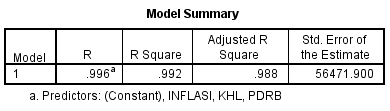 Model Summary
Model R R Square Adjusted R Square Std. Error of the Estimate
1 .996a .992 .988 56471.900
a. Predictors: (Constant), INFLASI, KHL, PDRB